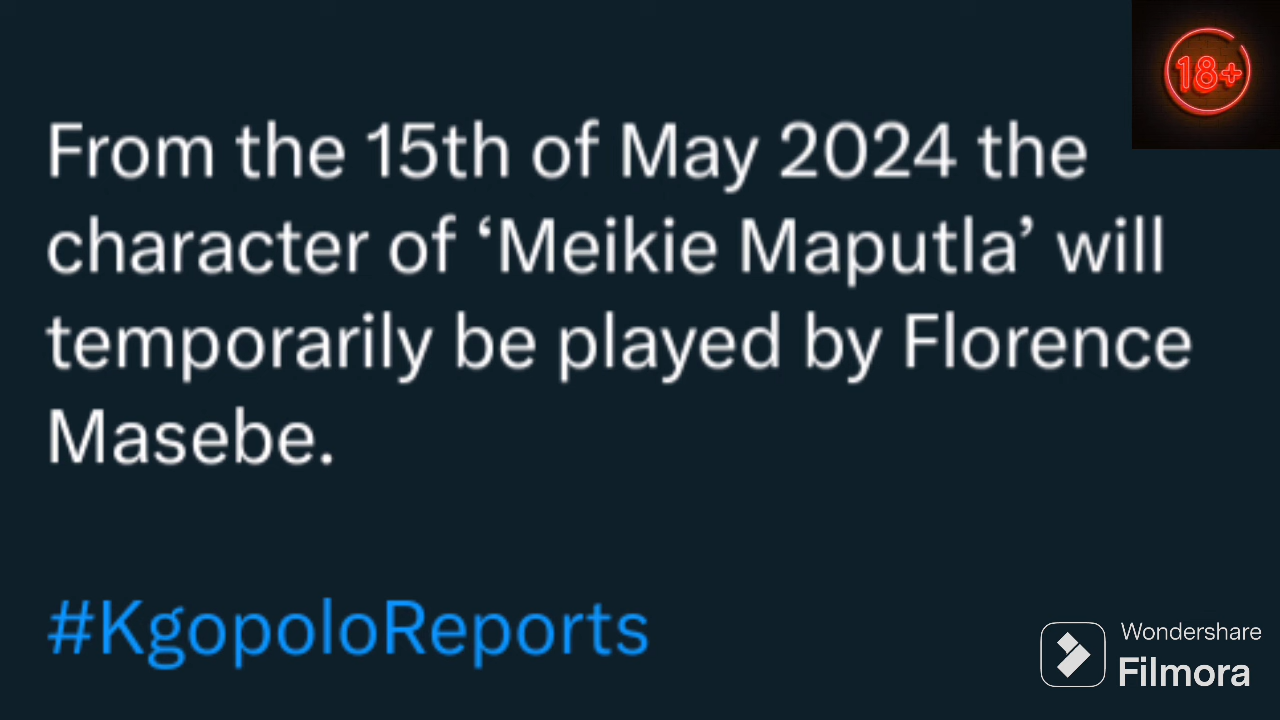 18+
From the 15th of May 2024 the
character of ‘Meikie Maputla’ will
temporarily be played by Florence
Masebe.
#KgopoloReports
Wondershare
Filmora